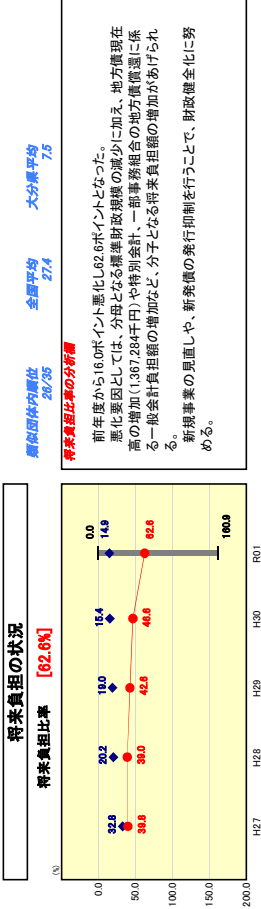 将来負担の状況
将来負担比率 [62.6%]
(%)
0.0
50.0
100.0
150.0
200.0
H27
H28
H29
H30
R01
32.8
20.2
19.0
15.4
14.9
39.8
39.0
42.8
46.6
62.6
0.0
160.9
類似団体内順位
26/35
全国平均
27.4
大分県平均
7.5
将来負担比率の分析欄
前年度から16.0ポイント悪化し62.6ポイントとなった。
悪化要因としては、分母となる標準財政規模の減少に加え、地方債現在
高の増加(1,367,284千円)や特別会計、一部事務組合の地方債償還に係
る一般会計負担額の増加など、分子となる将来負担額の増加があげられ
る。
新規事業の見直しや、新発債の発行抑制を行うことで、財政健全化に努
める。